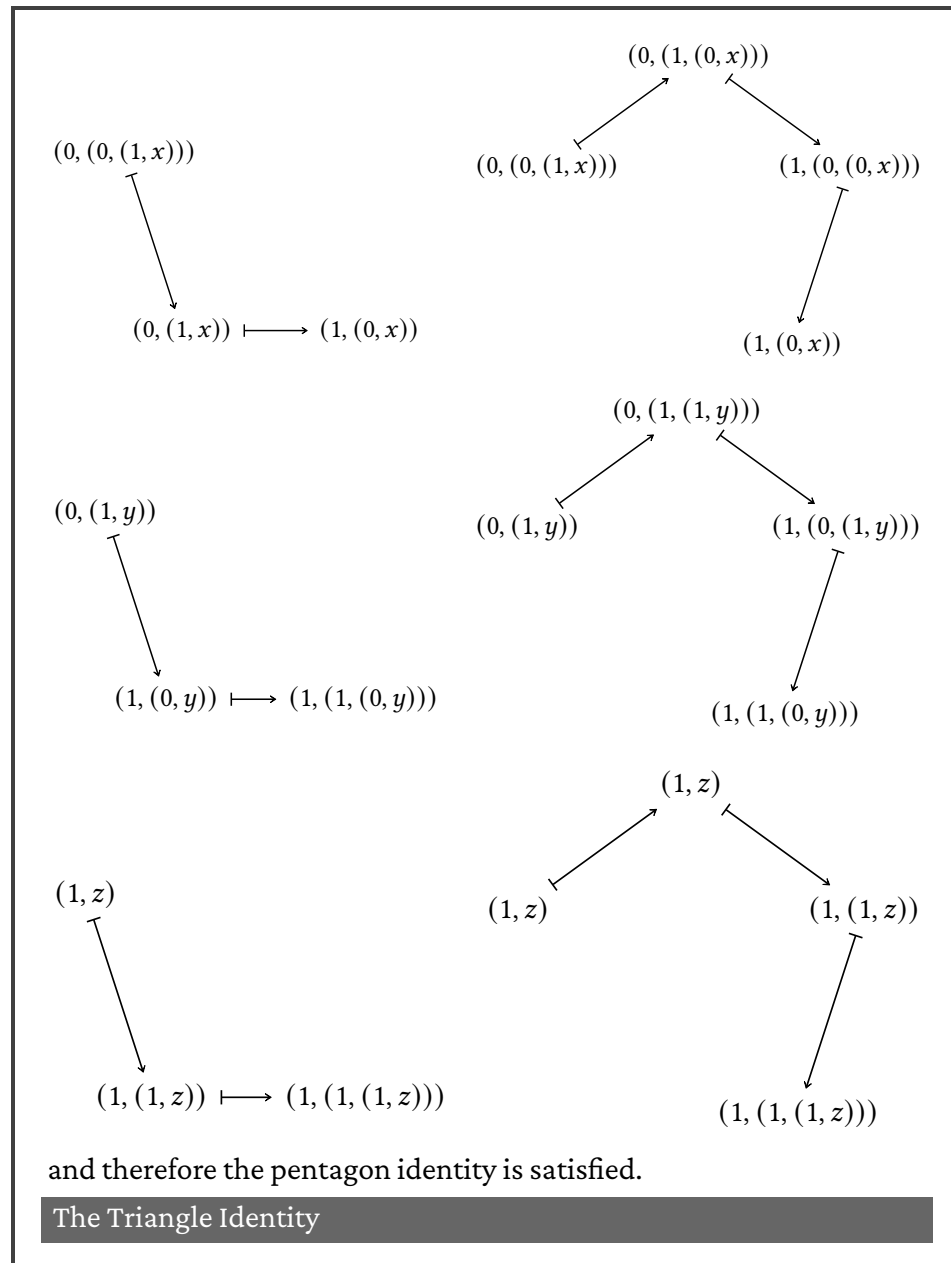 (0, (1, (0, x)))
(0, (0, (1, x)))
(0, (0, (1, x)))
(1, (0, (0, x)))
(0, (1, x)) ⟼ (1, (0, x))
(1, (0, x))
(0, (1, (1, y)))
(0, (1, y))
(0, (1, y))
(1, (0, (1, y)))
(1, (0, y)) ⟼ (1, (1, (0, y)))
(1, (1, (0, y)))
(1, z)
(1, z)
(1, z)
(1, (1, z))
(1, (1, z)) ⟼ (1, (1, (1, z)))
(1, (1, (1, z)))
and therefore the pentagon identity is satisfied.
The Triangle Identity